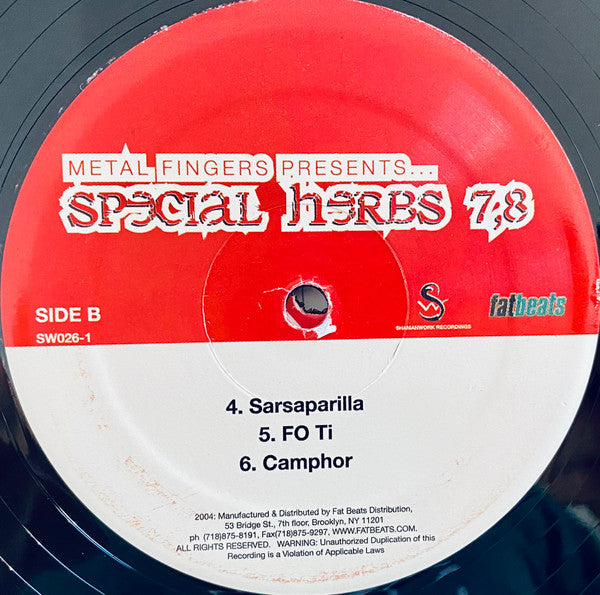 METAL FINGERS PRESENTS...
SPECIAL HERBS 7,8
SIDE B
SW026-1
SHAMANWORK RECORDINGS
fatbeats
4. Sarsaparilla
5. FO Ti
6. Camphor
2004: Manufactured & Distributed by Fat Beats Distribution,
53 Bridge St., 7th floor, Brooklyn, NY 11201
ph (718)875-8191, Fax(718)875-9297, WWW.FATBEATS.COM.
ALL RIGHTS RESERVED. WARNING: Unauthorized Duplication of this
Recording is a Violation of Applicable Laws